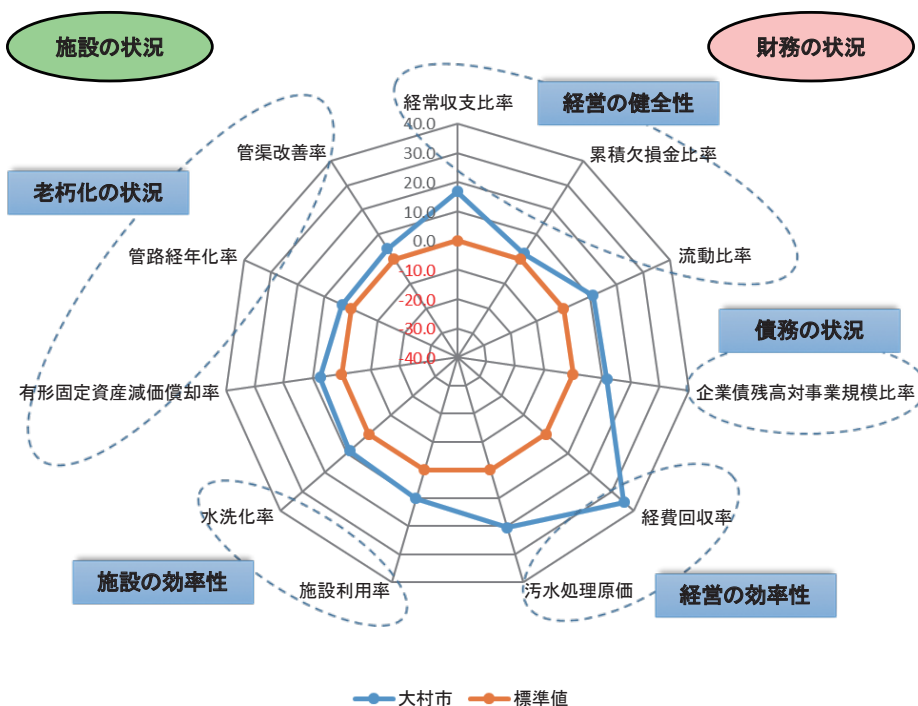 施設の状況
財務の状況
経営の健全性
経常収支比率
40.0
30.0
20.0
10.0
0.0
-10.0
-20.0
-30.0
-40.0
管渠改善率
累積欠損金比率
老朽化の状況
管路経年化率
流動比率
債務の状況
有形固定資産減価償却率
企業債残高対事業規模比率
水洗化率
経費回収率
施設の効率性
施設利用率
汚水処理原価
経営の効率性
大村市
標準値